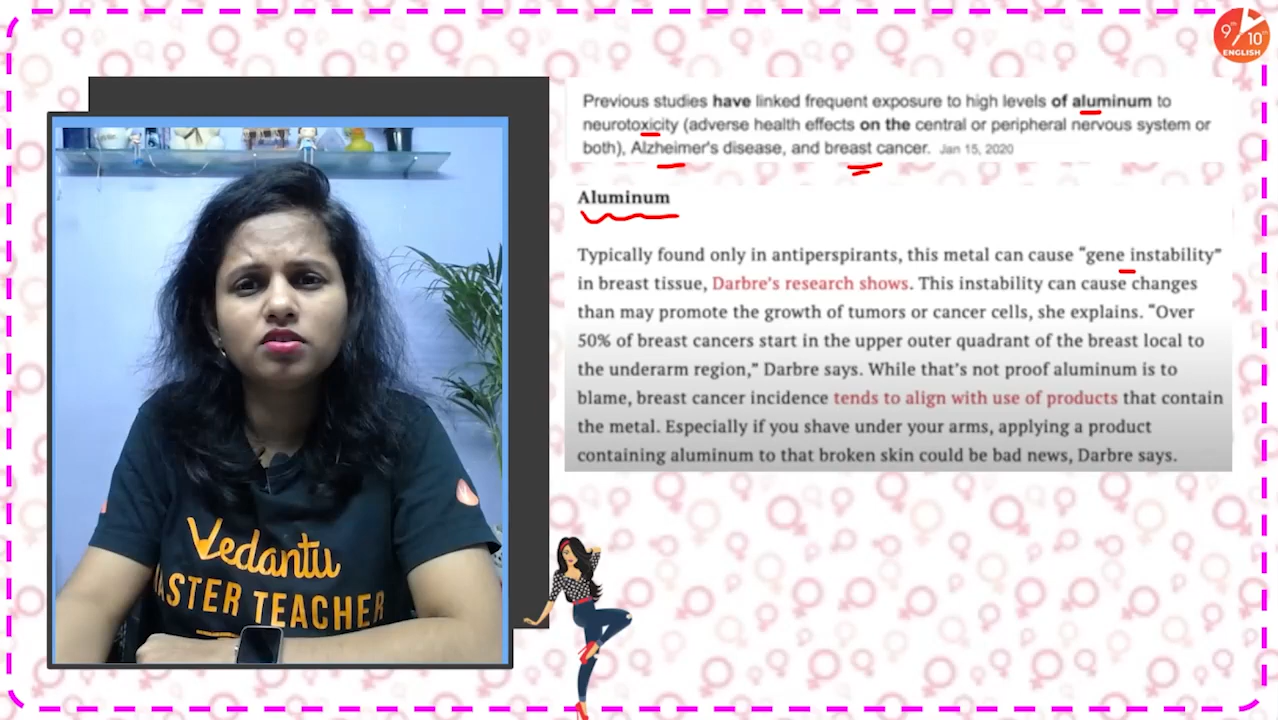 9th
10th
ENGLISH
Previous studies have linked frequent exposure to high levels of aluminum to
neurotoxicity (adverse health effects on the central or peripheral nervous system or
both), Alzheimer's disease, and breast cancer. Jan 15, 2020
Aluminum
Typically found only in antiperspirants, this metal can cause “gene instability”
in breast tissue, Darbre’s research shows. This instability can cause changes
than may promote the growth of tumors or cancer cells, she explains. “Over
50% of breast cancers start in the upper outer quadrant of the breast local to
the underarm region,” Darbre says. While that’s not proof aluminum is to
blame, breast cancer incidence tends to align with use of products that contain
the metal. Especially if you shave under your arms, applying a product
containing aluminum to that broken skin could be bad news, Darbre says.
Vedantu
MASTER TEACHER